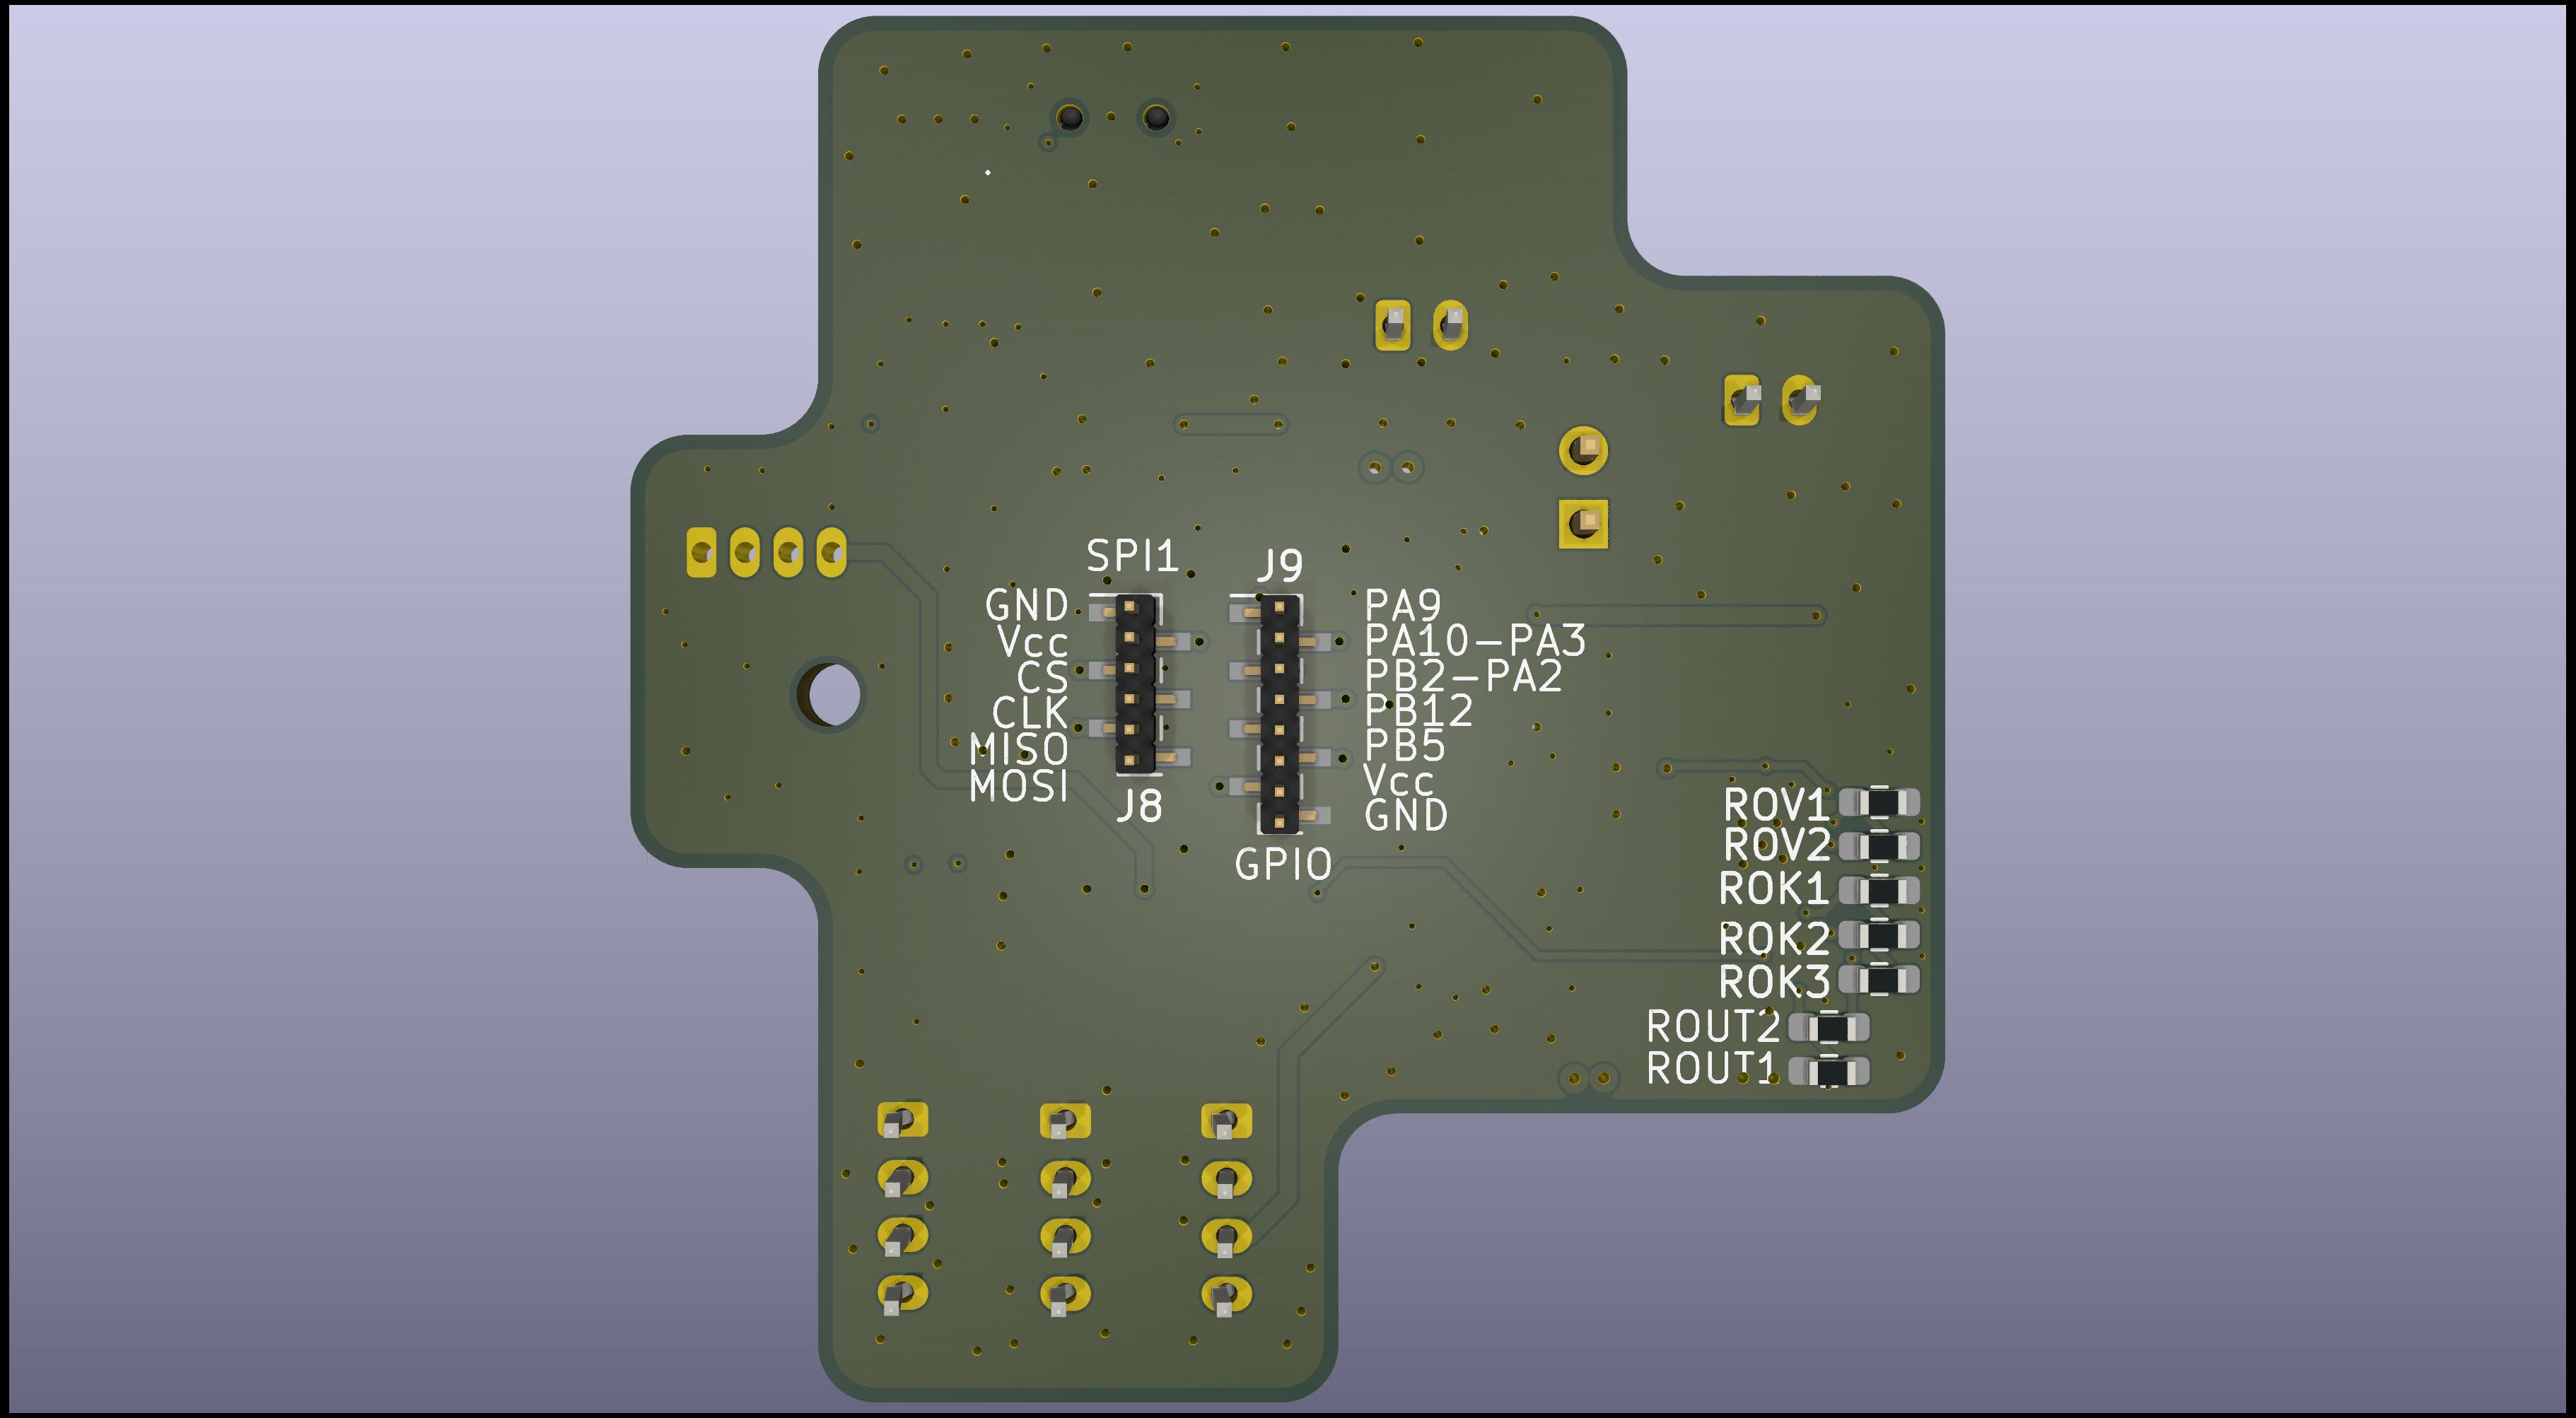 SPI1
GND
Vcc
CS
CLK
MISO
MOSI
J8
J9
PA9
PA10-PA3
PB2-PA2
PB12
PB5
Vcc
GND
GPIO
ROV1
ROV2
ROK1
ROK2
ROK3
ROUT2
ROUT1